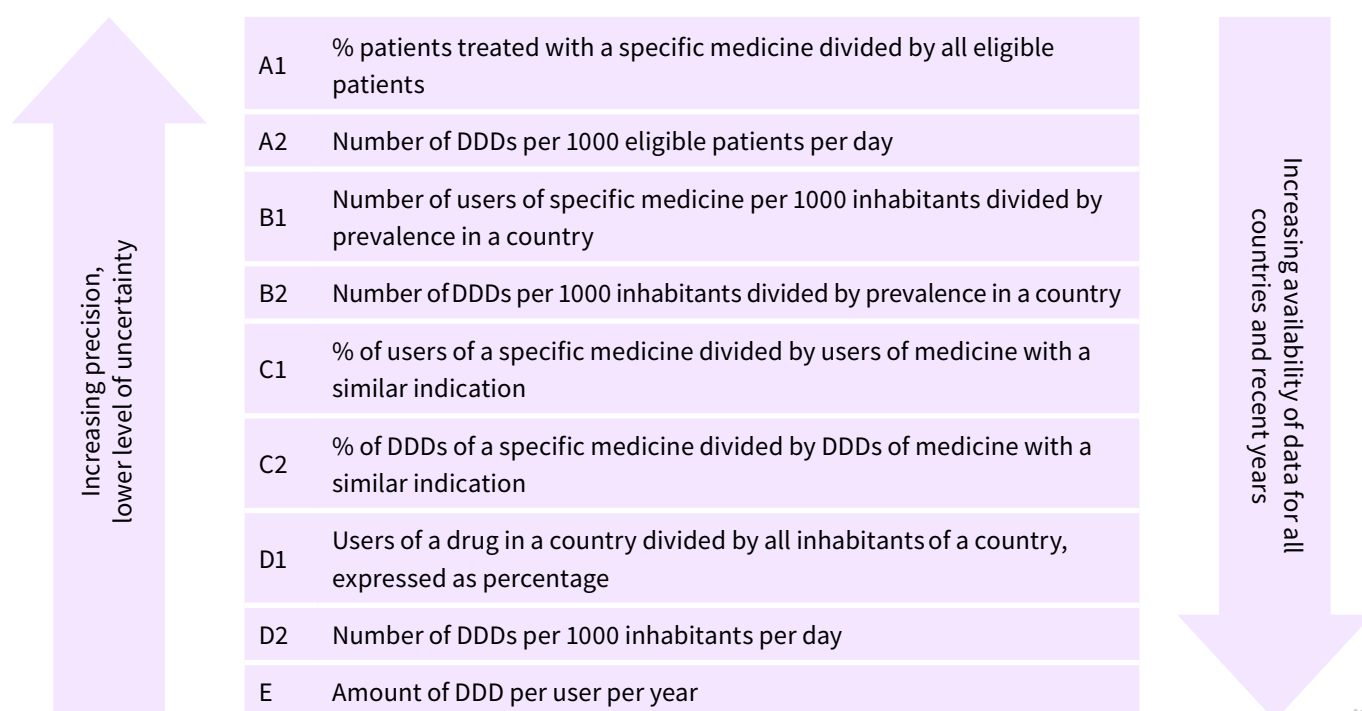 Increasing precision,
lower level of uncertainty
A1
% patients treated with a specific medicine divided by all eligible
patients
A2
Number of DDDs per 1000 eligible patients per day
B1
Number of users of specific medicine per 1000 inhabitants divided by
prevalence in a country
B2
Number of DDDs per 1000 inhabitants divided by prevalence in a country
C1
% of users of a specific medicine divided by users of medicine with a
similar indication
C2
% of DDDs of a specific medicine divided by DDDs of medicine with a
similar indication
D1
Users of a drug in a country divided by all inhabitants of a country,
expressed as percentage
D2
Number of DDDs per 1000 inhabitants per day
E
Amount of DDD per user per year
Increasing availability of data for all
countries and recent years